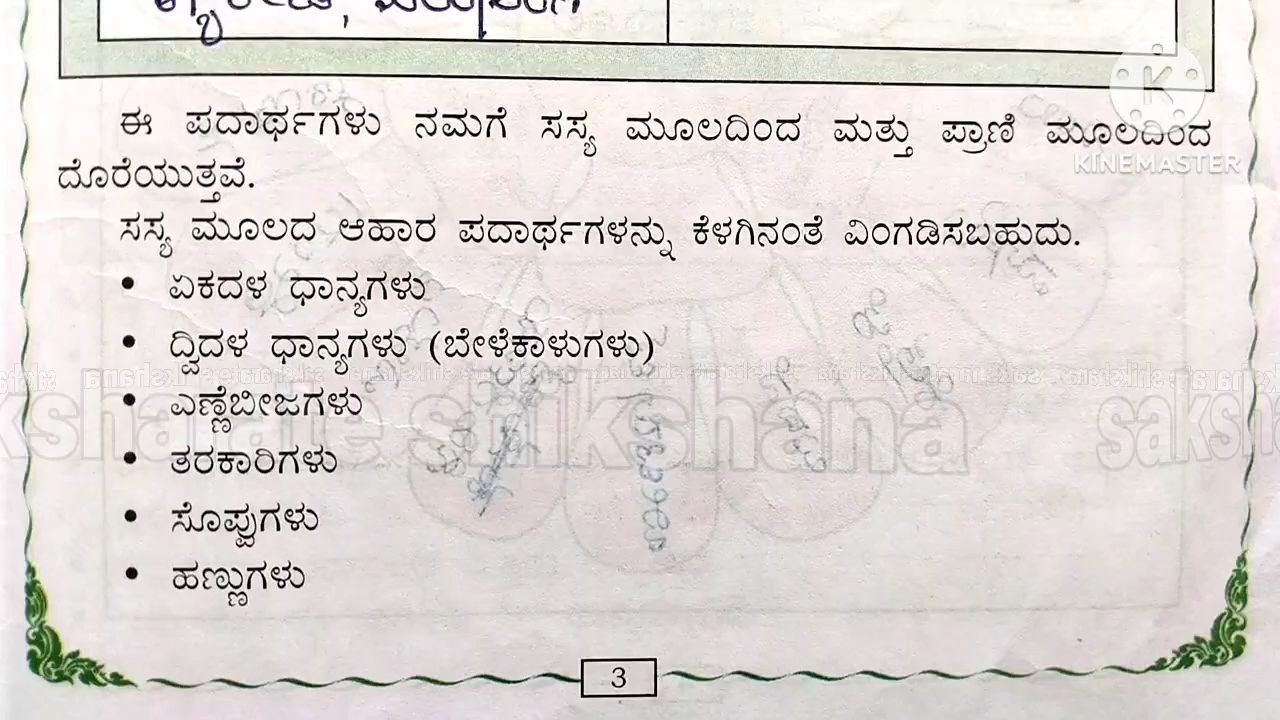 K
KINEMASTER
ಈ ಪದಾರ್ಥಗಳು ನಮಗೆ ಸಸ್ಯ ಮೂಲದಿಂದ ಮತ್ತು ಪ್ರಾಣಿ ಮೂಲದಿಂದ
ದೊರೆಯುತ್ತವೆ.
ಸಸ್ಯ ಮೂಲದ ಆಹಾರ ಪದಾರ್ಥಗಳನ್ನು ಕೆಳಗಿನಂತೆ ವಿಂಗಡಿಸಬಹುದು.
• ಏಕದಳ ಧಾನ್ಯಗಳು
• ದ್ವಿದಳ ಧಾನ್ಯಗಳು (ಬೇಳೆಕಾಳುಗಳು)
• ಎಣ್ಣೆಬೀಜಗಳು
• ತರಕಾರಿಗಳು
• ಸೊಪ್ಪುಗಳು
• ಹಣ್ಣುಗಳು
3